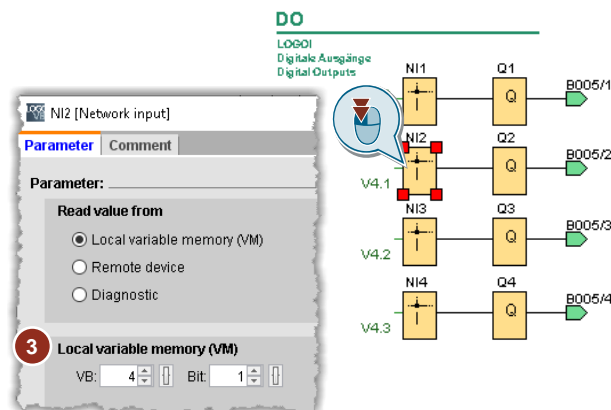 DO
LOGO!
Digitale Ausgänge
Digital Outputs
NI1
Q1
Q
B005/1
NI2
Q2
V4.1
Q
B005/2
NI3
Q3
V4.2
Q
B005/3
NI4
Q4
V4.3
Q
B005/4
NI2 [Network input]
Parameter
Comment
Parameter:
Read value from
Local variable memory (VM)
Remote device
Diagnostic
3
Local variable memory (VM)
VB: 4 Bit: 1